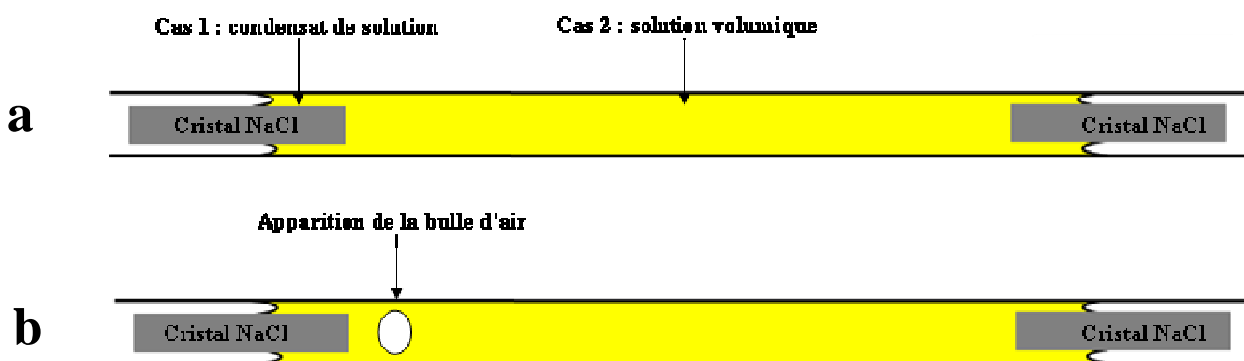 Cas 1 : condensat de solution Cas 2 : solution volumique
a
Cristal NaCl Cristal NaCl
Apparition de la bulle d'air
b
Cristal NaCl Cristal NaCl